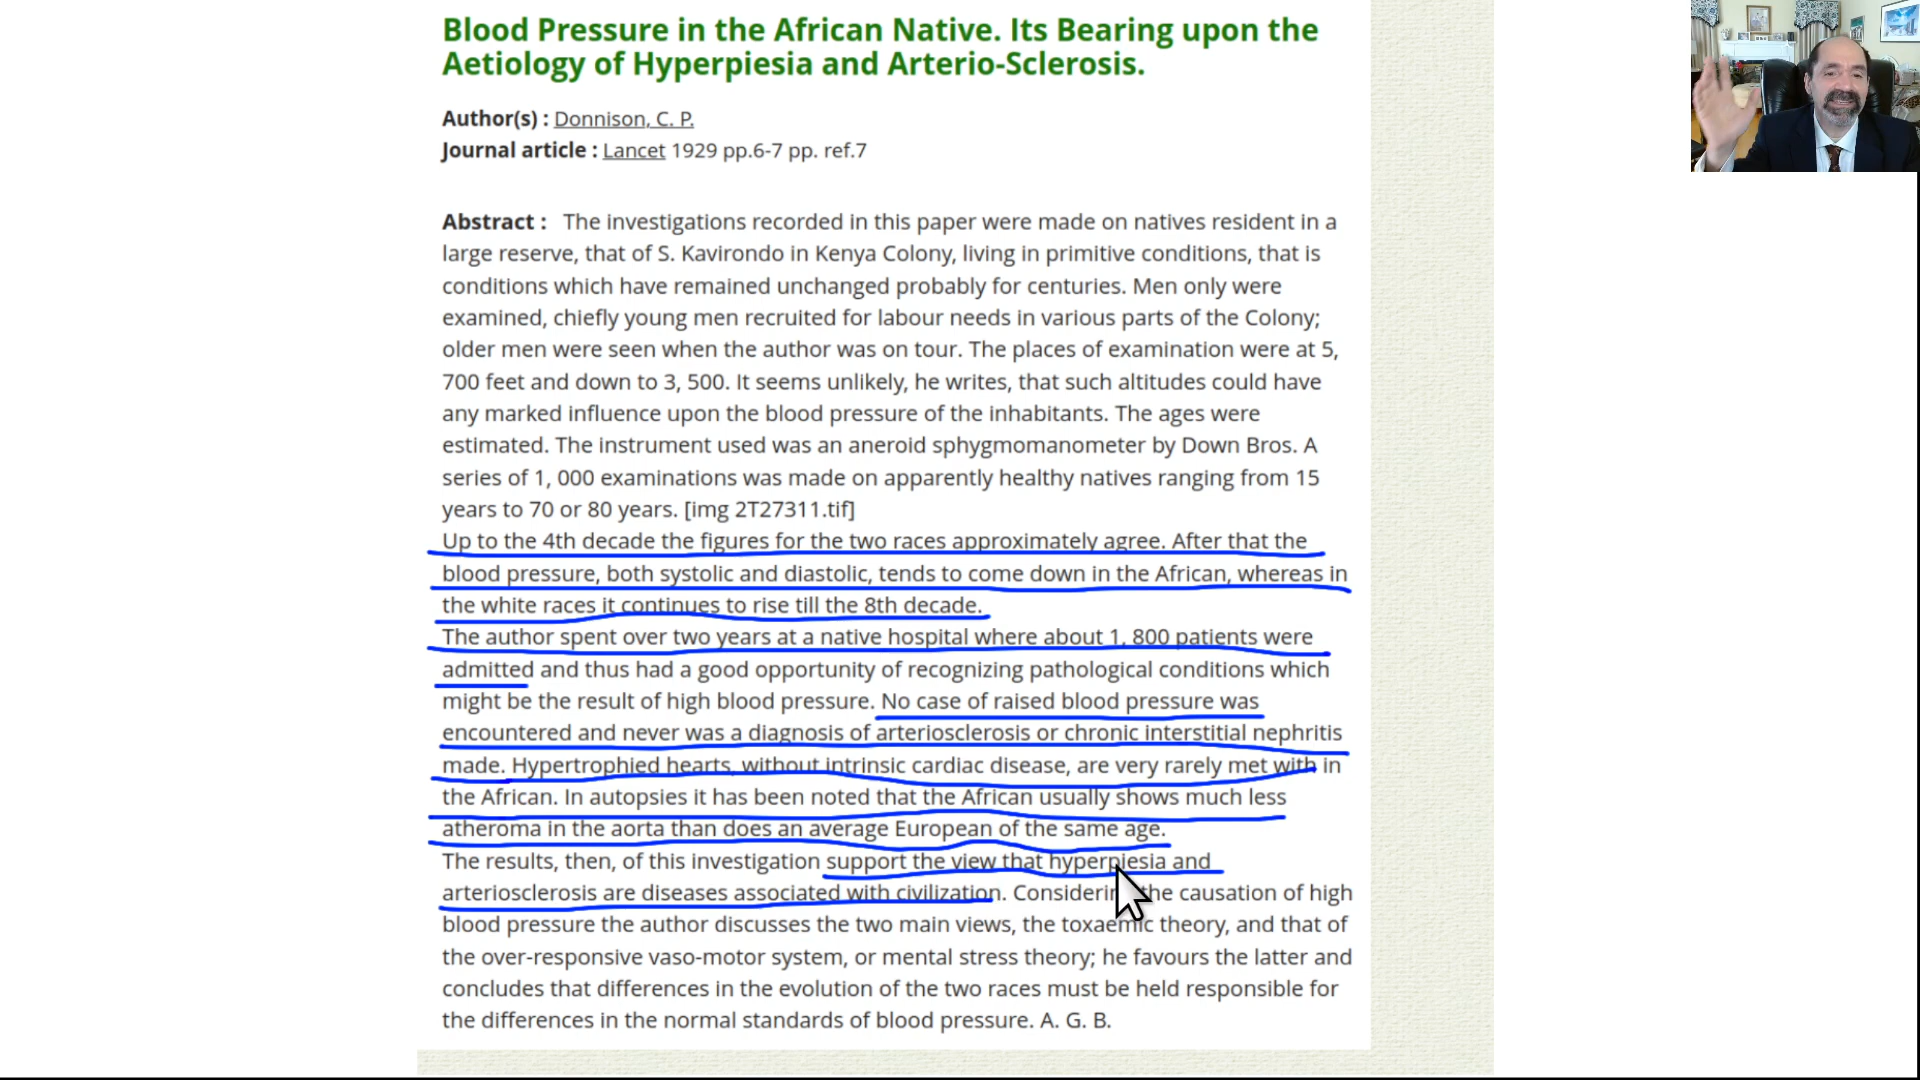 Blood Pressure in the African Native. Its Bearing upon the
Aetiology of Hyperpiesia and Arterio-Sclerosis.
Author(s) : Donnison, C. P.
Journal article : Lancet 1929 pp.6-7 pp. ref.7
Abstract : The investigations recorded in this paper were made on natives resident in a
large reserve, that of S. Kavirondo in Kenya Colony, living in primitive conditions, that is
conditions which have remained unchanged probably for centuries. Men only were
examined, chiefly young men recruited for labour needs in various parts of the Colony;
older men were seen when the author was on tour. The places of examination were at 5,
700 feet and down to 3, 500. It seems unlikely, he writes, that such altitudes could have
any marked influence upon the blood pressure of the inhabitants. The ages were
estimated. The instrument used was an aneroid sphygmomanometer by Down Bros. A
series of 1, 000 examinations was made on apparently healthy natives ranging from 15
years to 70 or 80 years. [img 2T27311.tif]
Up to the 4th decade the figures for the two races approximately agree. After that the
blood pressure, both systolic and diastolic, tends to come down in the African, whereas in
the white races it continues to rise till the 8th decade.
The author spent over two years at a native hospital where about 1, 800 patients were
admitted and thus had a good opportunity of recognizing pathological conditions which
might be the result of high blood pressure. No case of raised blood pressure was
encountered and never was a diagnosis of arteriosclerosis or chronic interstitial nephritis
made. Hypertrophied hearts, without intrinsic cardiac disease, are very rarely met with in
the African. In autopsies it has been noted that the African usually shows much less
atheroma in the aorta than does an average European of the same age.
The results, then, of this investigation support the view that hyperpiesia and
arteriosclerosis are diseases associated with civilization. Considering the causation of high
blood pressure the author discusses the two main views, the toxaemic theory, and that of
the over-responsive vaso-motor system, or mental stress theory; he favours the latter and
concludes that differences in the evolution of the two races must be held responsible for
the differences in the normal standards of blood pressure. A. G. B.